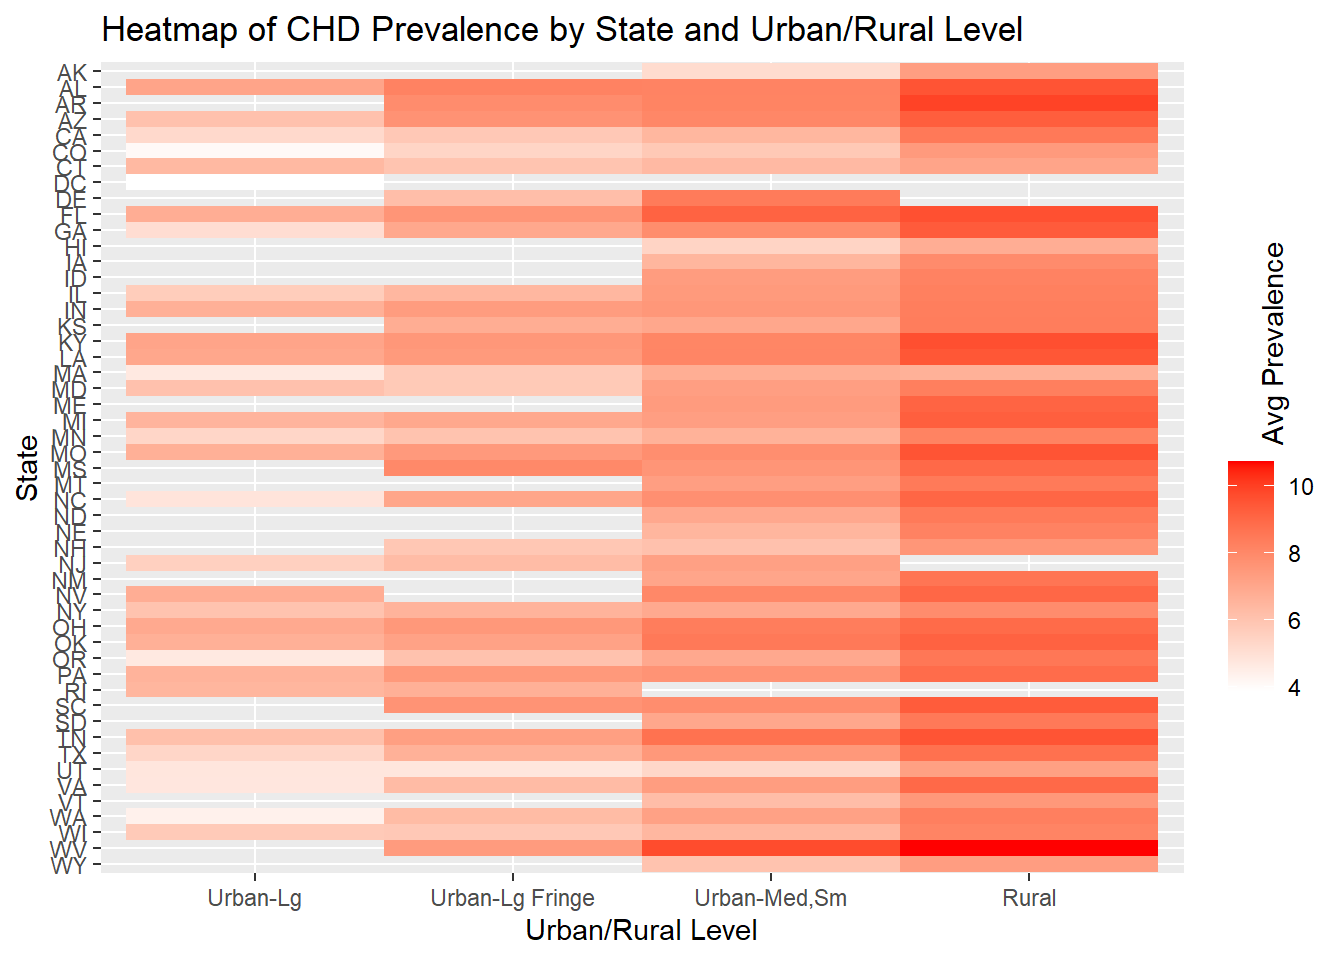 Heatmap of CHD Prevalence by State and Urban/Rural Level
AK
AL
AR
AZ
CA
CO
CT
DC
DE
FL
GA
HI
IA
ID
IL
IN
KS
KY
LA
MA
MD
ME
MI
MN
MO
MS
MT
NC
ND
NE
NH
NJ
NM
NV
NY
OH
OK
OR
PA
RI
SC
SD
TN
TX
UT
VA
VT
WA
WI
WV
WY
State
Urban-Lg
Urban-Lg Fringe
Urban-Med,Sm
Rural
Urban/Rural Level
Avg Prevalence
10
8
6
4